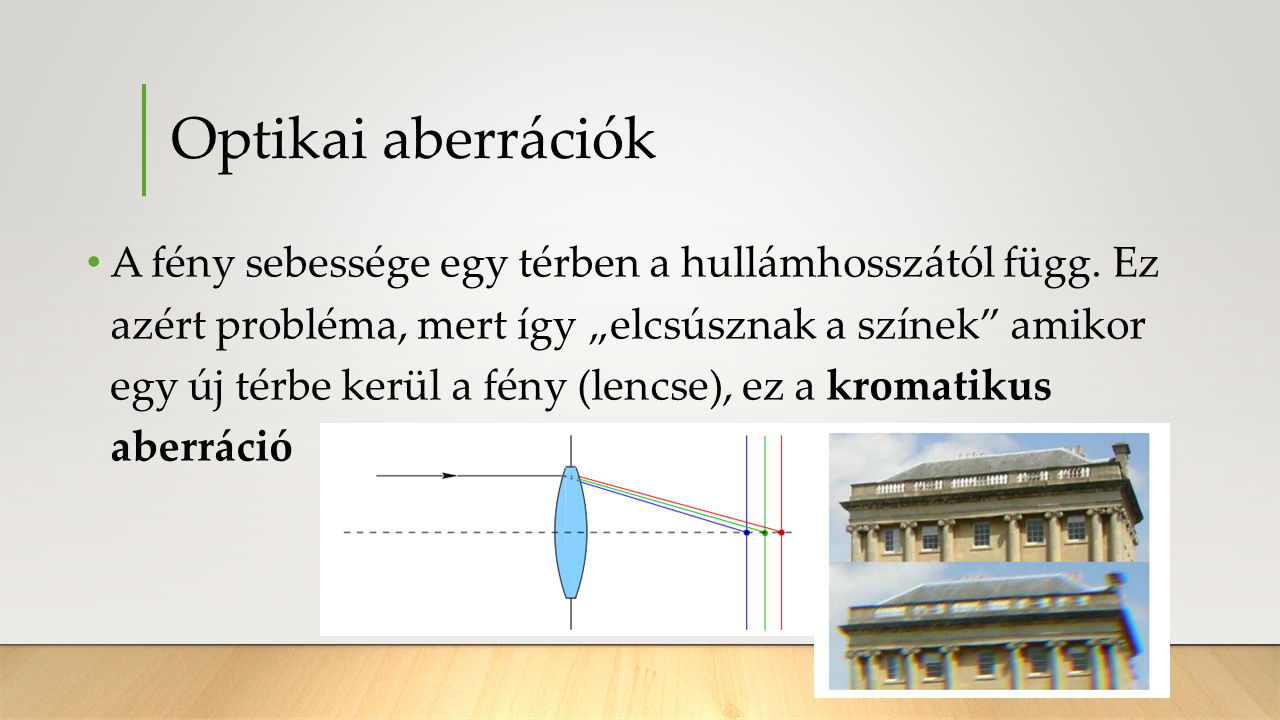 Optikai aberrációk
• A fény sebessége egy térben a hullámhosszától függ. Ez
azért probléma, mert így „elcsúsznak a színek” amikor
egy új térbe kerül a fény (lencse), ez a kromatikus
aberráció